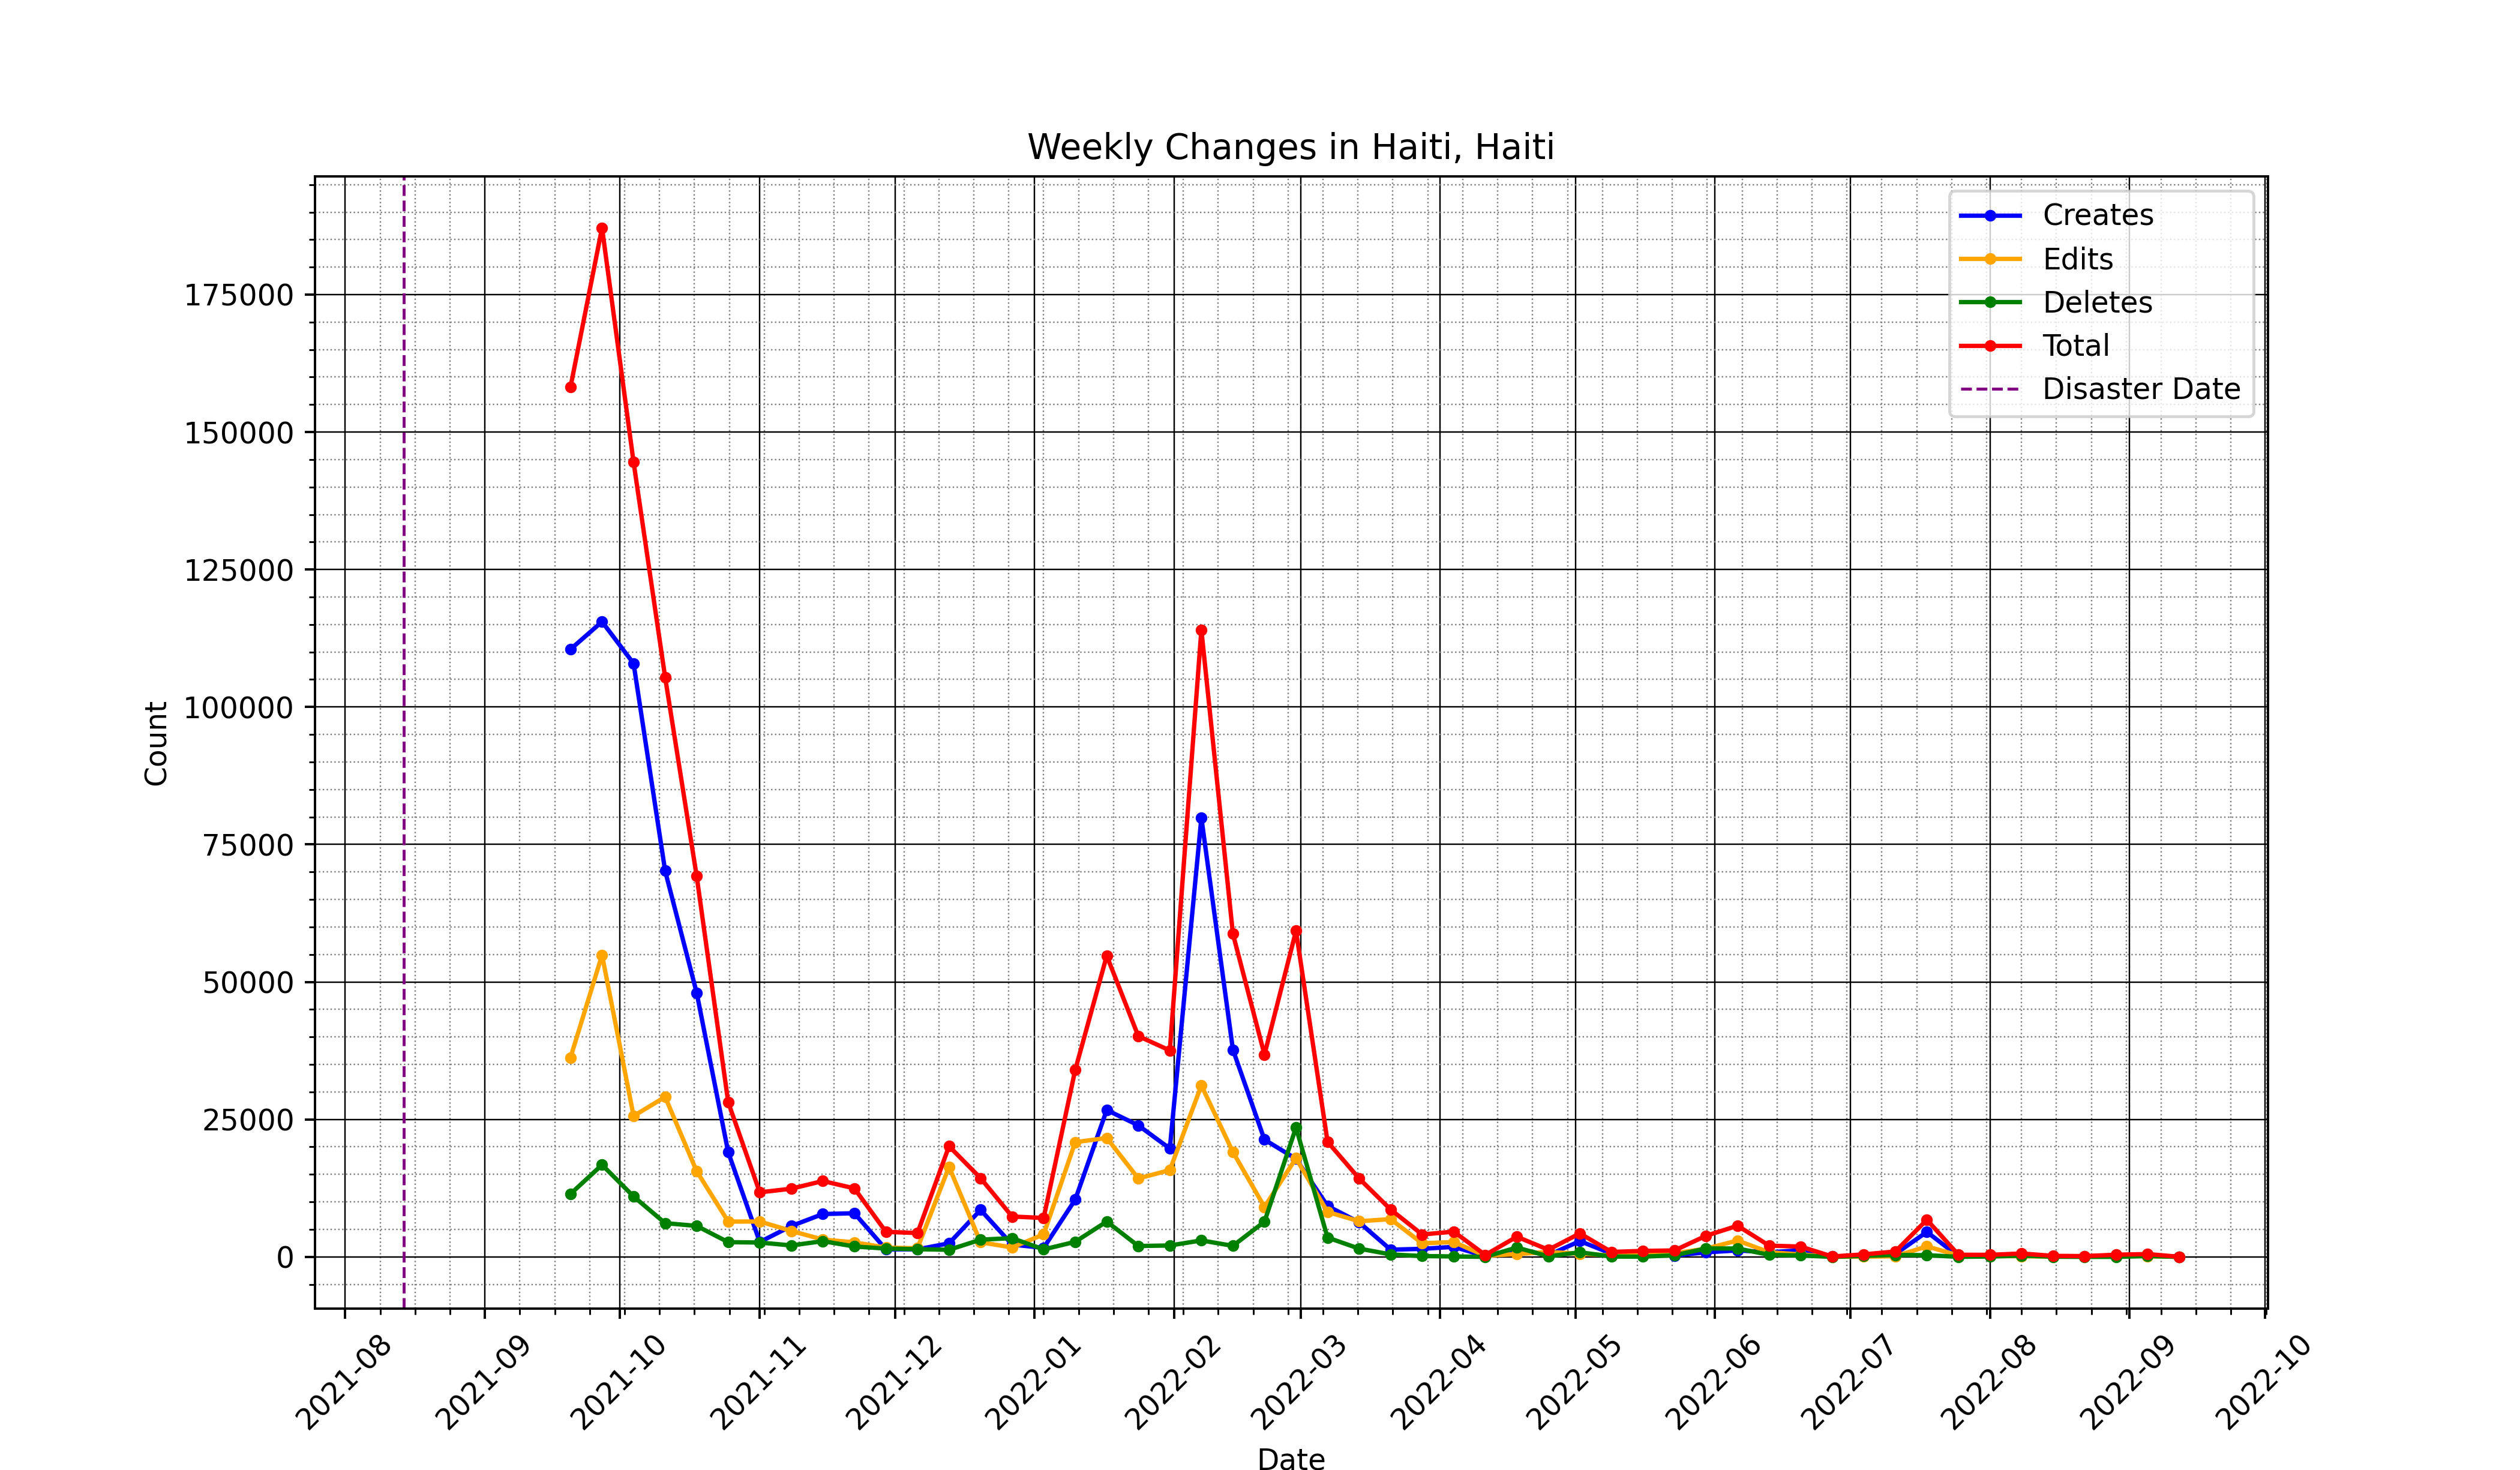 Weekly Changes in Haiti, Haiti
Creates
Edits
Deletes
Total
Disaster Date
175000
150000
125000
100000
75000
50000
25000
0
Count
2021-08
2021-09
2021-10
2021-11
2021-12
2022-01
2022-02
2022-03
2022-04
2022-05
2022-06
2022-07
2022-08
2022-09
2022-10
Date